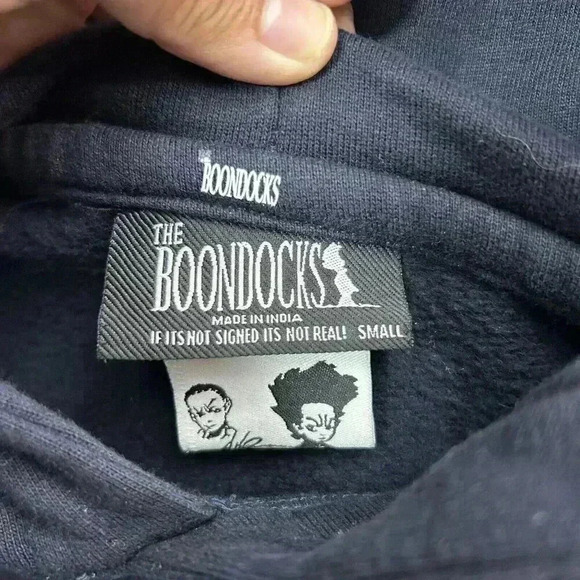 BOONDOCKS
THE
BOONDOCKS
MADE IN INDIA
IF ITS NOT SIGNED ITS NOT REAL! SMALL